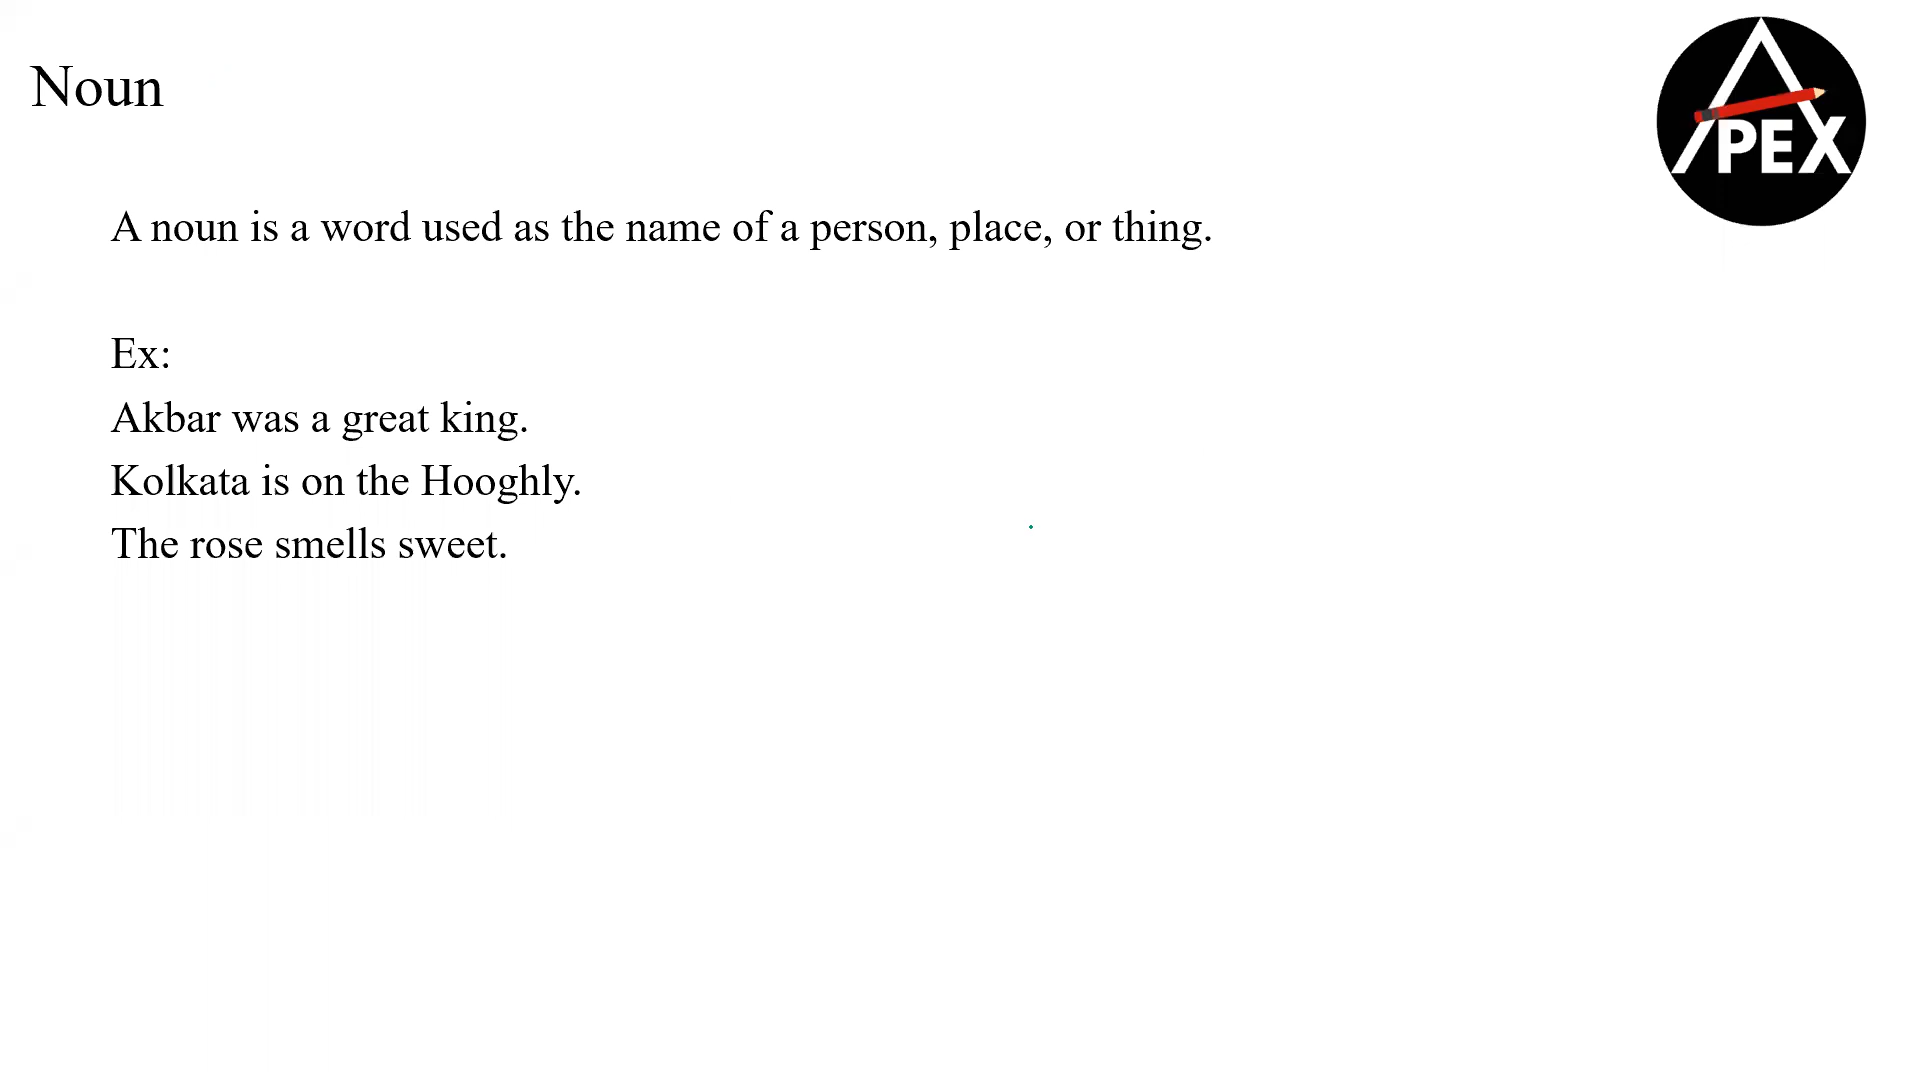 Noun
APEX
A noun is a word used as the name of a person, place, or thing.
Ex:
Akbar was a great king.
Kolkata is on the Hooghly.
The rose smells sweet.